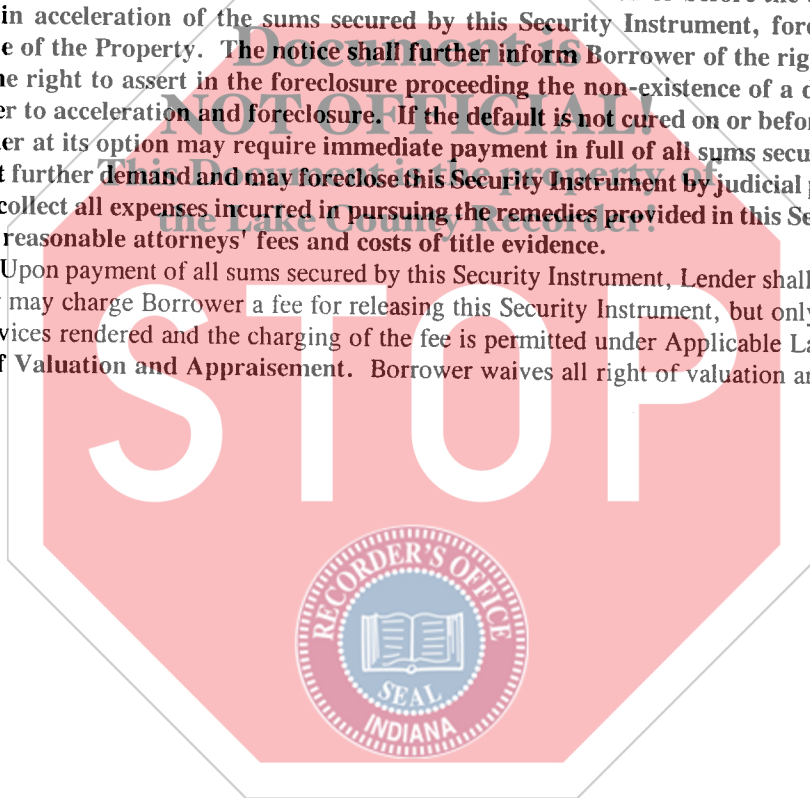 in acceleration of the sums secured by this Security Instrument, fore
e of the Property. The notice shall further inform Borrower of the rig
e right to assert in the foreclosure proceeding the non-existence of a d
er to acceleration and foreclosure. If the default is not cured on or befor
er at its option may require immediate payment in full of all sums secu
t further demand and may foreclose this Security Instrument by judicial p
collect all expenses incurred in pursuing the remedies provided in this Se
reasonable attorneys' fees and costs of title evidence.
Upon payment of all sums secured by this Security Instrument, Lender shall
may charge Borrower a fee for releasing this Security Instrument, but only
vices rendered and the charging of the fee is permitted under Applicable La
f Valuation and Appraisement. Borrower waives all right of valuation an
Document is
NOT OFFICIAL!
This Document is the property of
the Lake County Recorder!
STOP
RECORDER'S OFFICE
SEAL
INDIANA